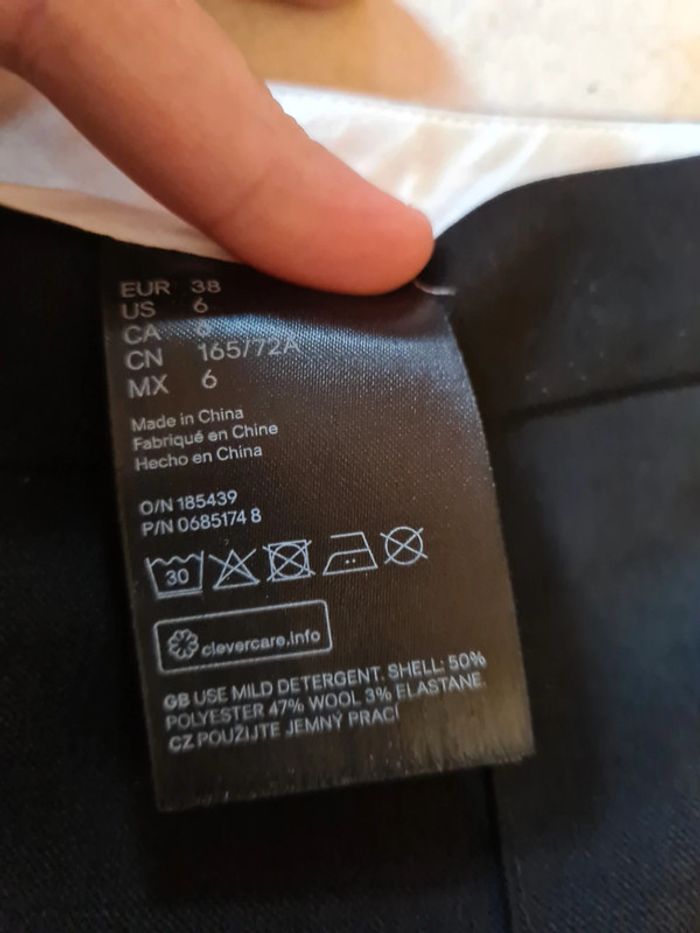 EUR 38
US 6
CA
CN 165/72A
MX 6
Made in China
Fabriqué en Chine
Hecho en China
O/N 185439
P/N 0685174 8
30
clevercare.info
GB USE MILD DETERGENT. SHELL: 50%
POLYESTER 47% WOOL 3% ELASTANE.
CZ POUŽIJTE JEMNÝ PRACÍ